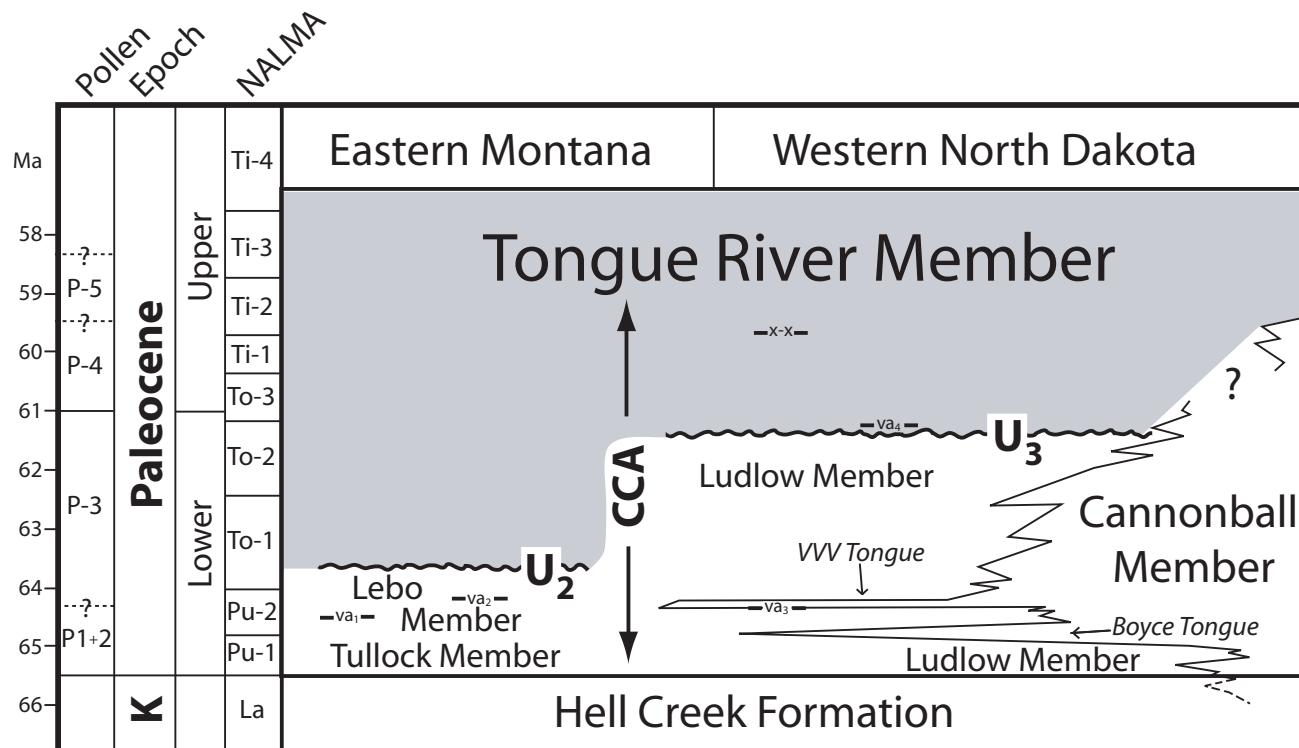 Pollen
Epoch
NALMA
Ma
Eastern Montana
Western North Dakota
58
59
60
61
62
63
64
65
66
?
P-5
?
P-4
P-3
?
P1+2
Paleocene
K
Upper
Lower
Ti-4
Ti-3
Ti-2
Ti-1
To-3
To-2
To-1
Pu-2
Pu-1
La
Tongue River Member
x-x
?
va4
U3
CCA
Ludlow Member
Cannonball
Member
VVV Tongue
U2
Lebo
va2
va1
Member
va3
Boyce Tongue
Tullock Member
Ludlow Member
Hell Creek Formation